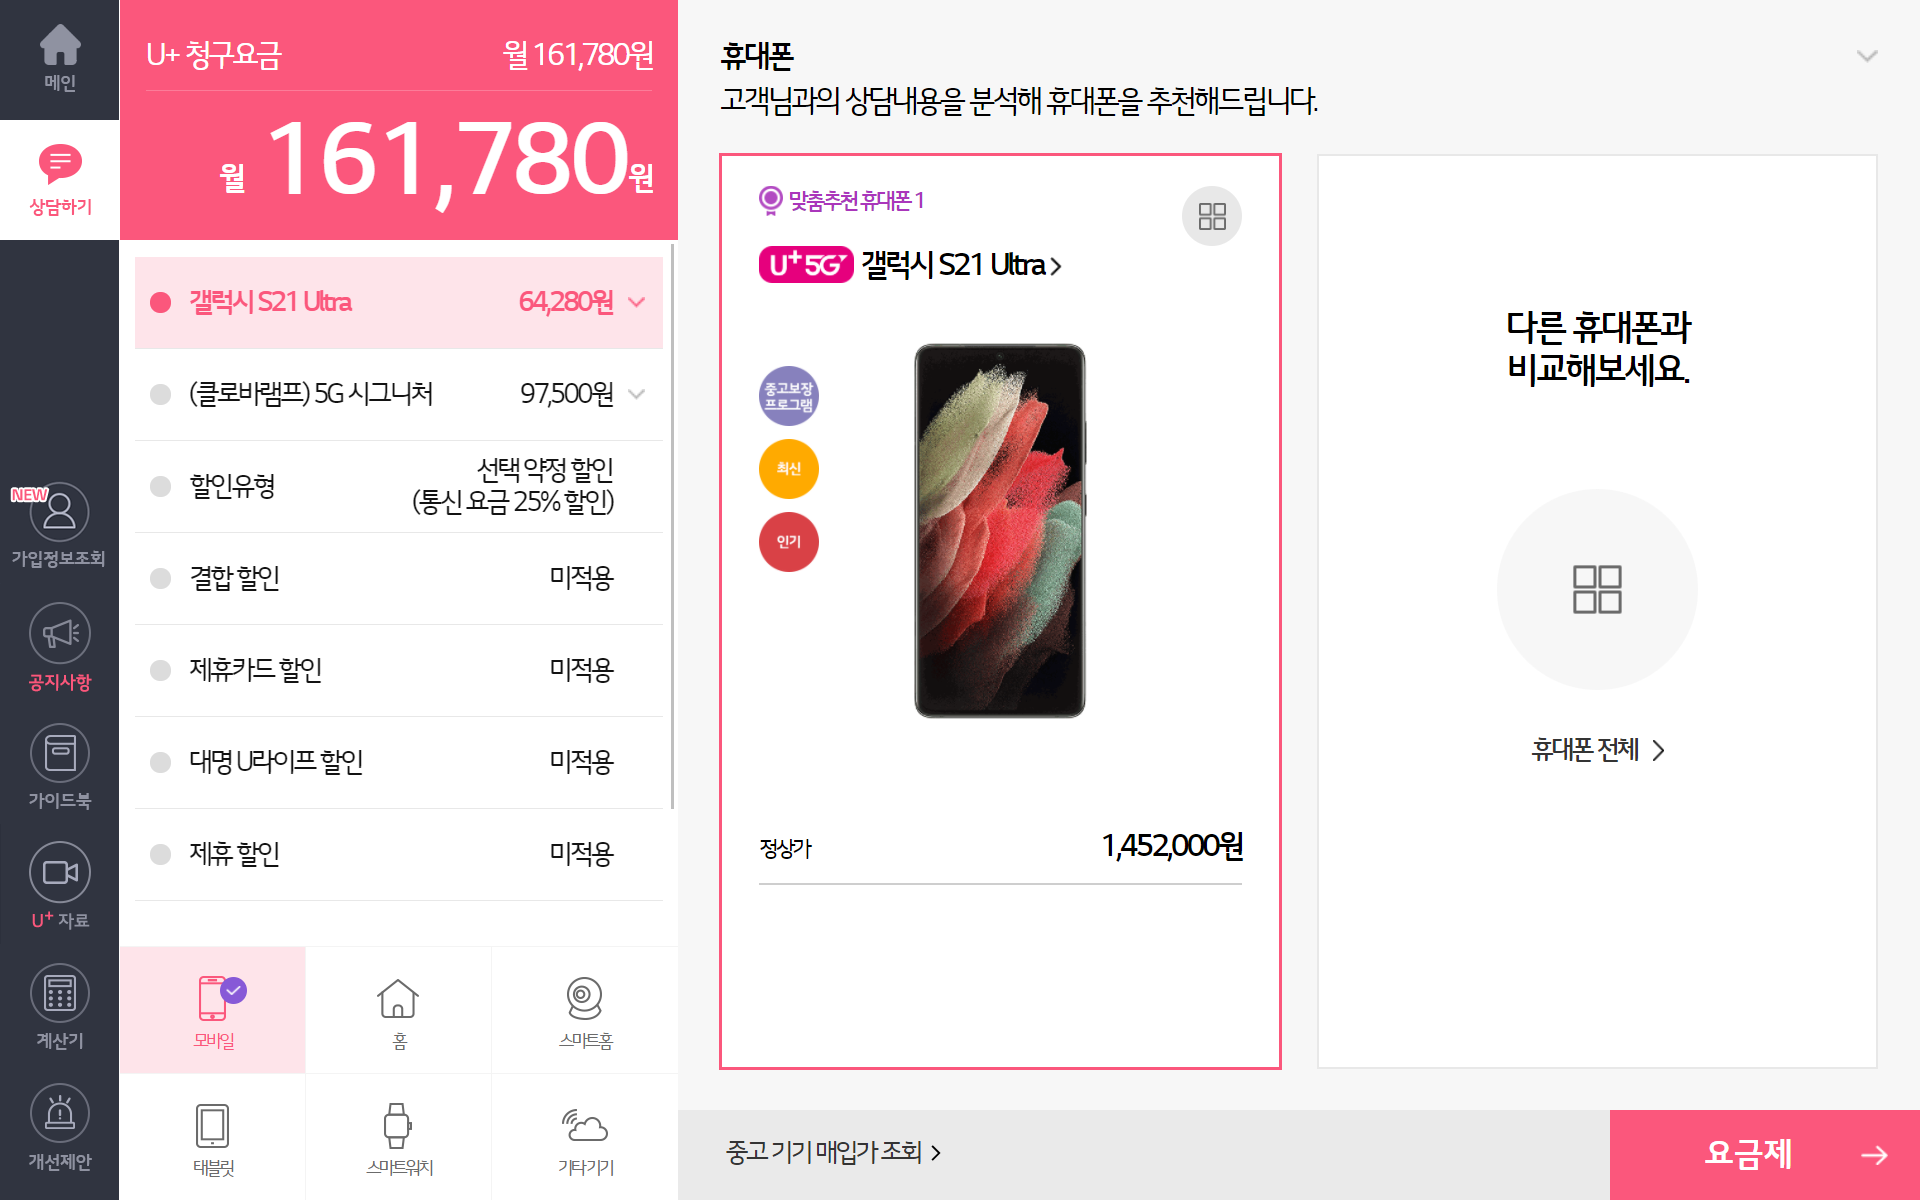 메인
상담하기
NEW
가입정보조회
공지사항
가이드북
U+ 자료
계산기
개선제안
U+ 청구요금 월 161,780원
월 161,780원
갤럭시 S21 Ultra 64,280원
(클로바램프) 5G 시그니처 97,500원
할인유형 선택 약정 할인
(통신 요금 25% 할인)
결합 할인 미적용
제휴카드 할인 미적용
대명 U라이프 할인 미적용
제휴 할인 미적용
모바일 홈 스마트홈
태블릿 스마트워치 기타기기
휴대폰
고객님과의 상담내용을 분석해 휴대폰을 추천해드립니다.
맞춤추천 휴대폰 1
U+5G 갤럭시 S21 Ultra
중고보장
프로그램
최신
인기
정상가 1,452,000원
다른 휴대폰과
비교해보세요.
휴대폰 전체
중고 기기 매입가 조회
요금제